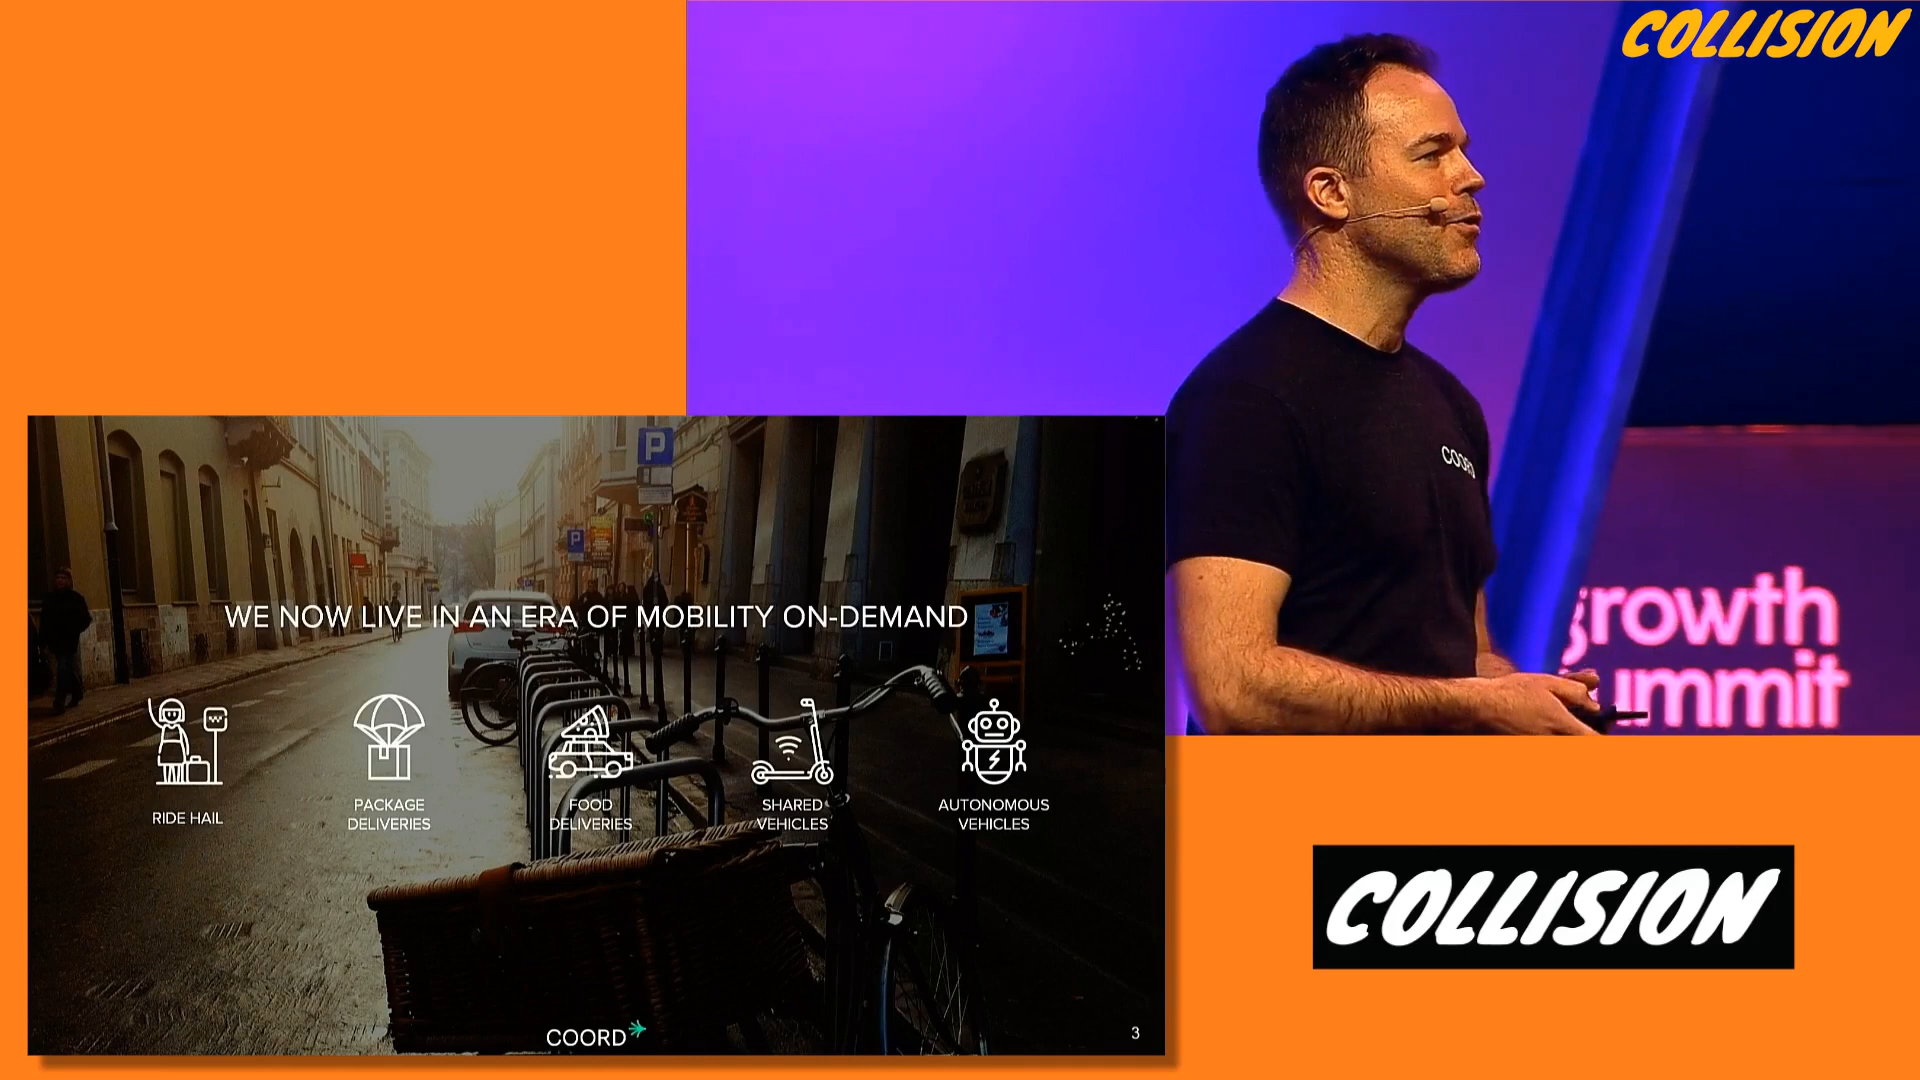 COLLISION
COORD
growth
summit
P
P
WE NOW LIVE IN AN ERA OF MOBILITY ON-DEMAND
RIDE HAIL
PACKAGE
DELIVERIES
FOOD
DELIVERIES
SHARED
VEHICLES
AUTONOMOUS
VEHICLES
COORD
3
COLLISION